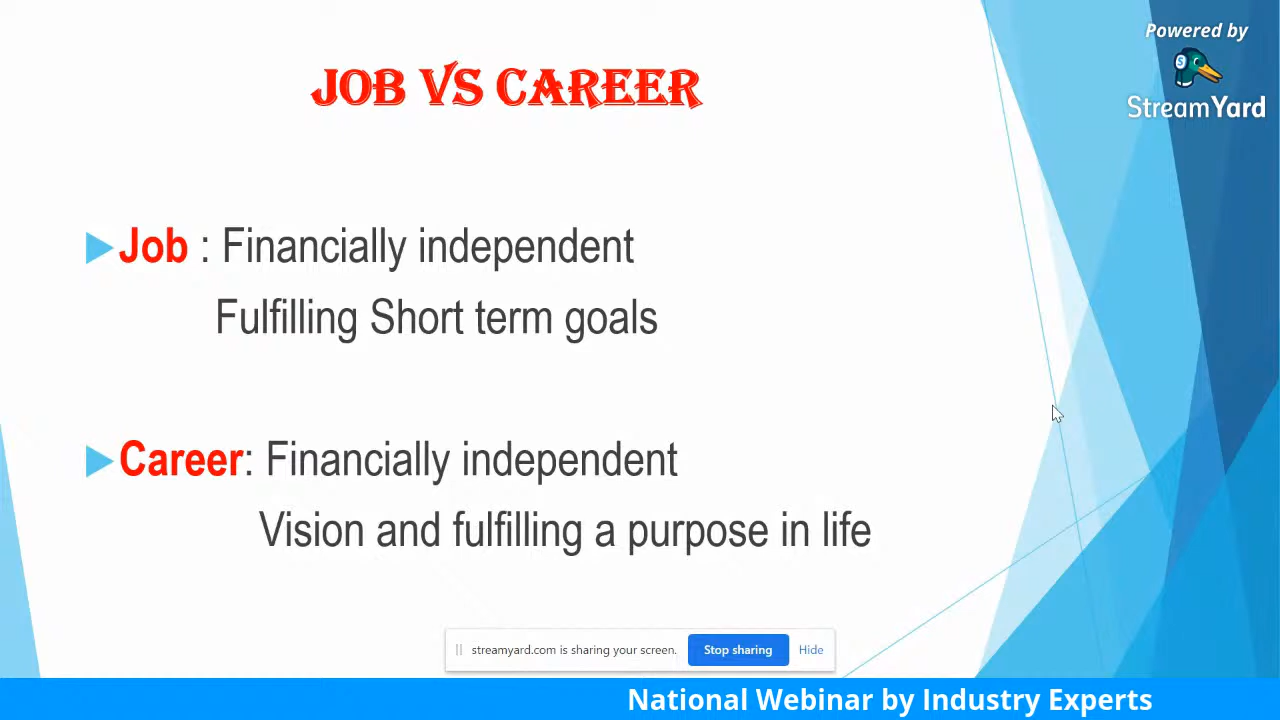 Powered by
StreamYard
JOB VS CAREER
Job : Financially independent
Fulfilling Short term goals
Career: Financially independent
Vision and fulfilling a purpose in life
streamyard.com is sharing your screen. Stop sharing Hide
National Webinar by Industry Experts